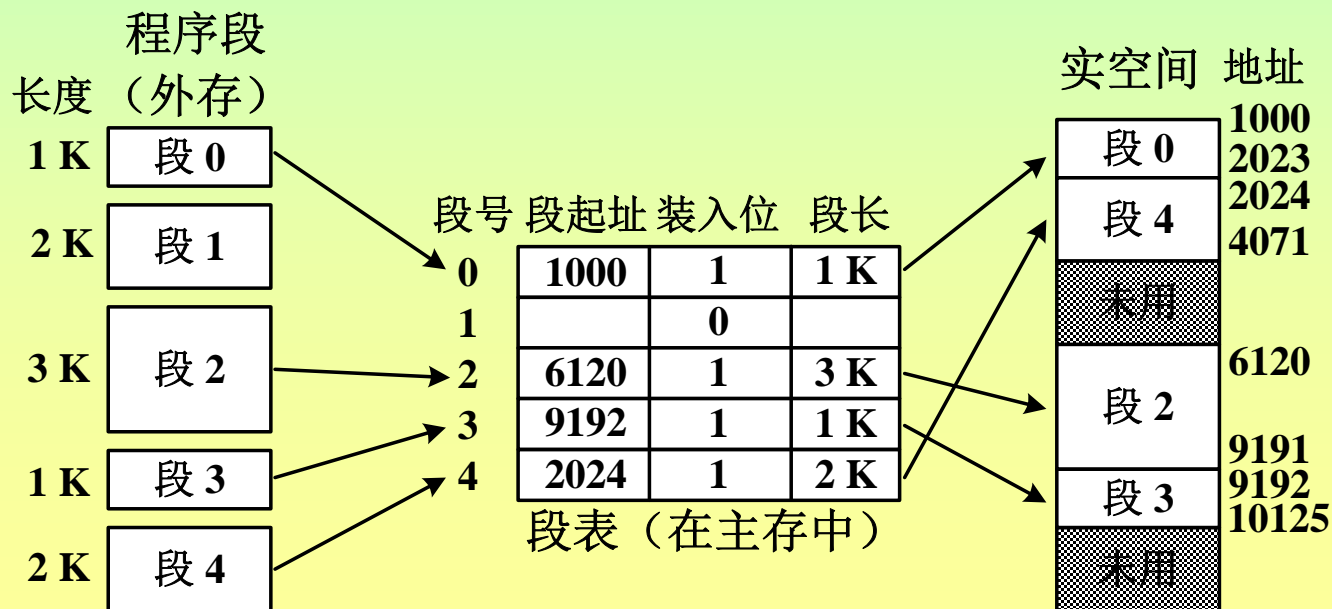 程序段
(外存)
长度
1 K 段 0
2 K 段 1
3 K 段 2
1 K 段 3
2 K 段 4
段号 段起址 装入位 段长
0 1000 1 1 K
1 0
2 6120 1 3 K
3 9192 1 1 K
4 2024 1 2 K
段表（在主存中）
实空间 地址
段 0 1000
2023
段 4 2024
4071
未用
段 2 6120
9191
段 3 9192
10125
未用